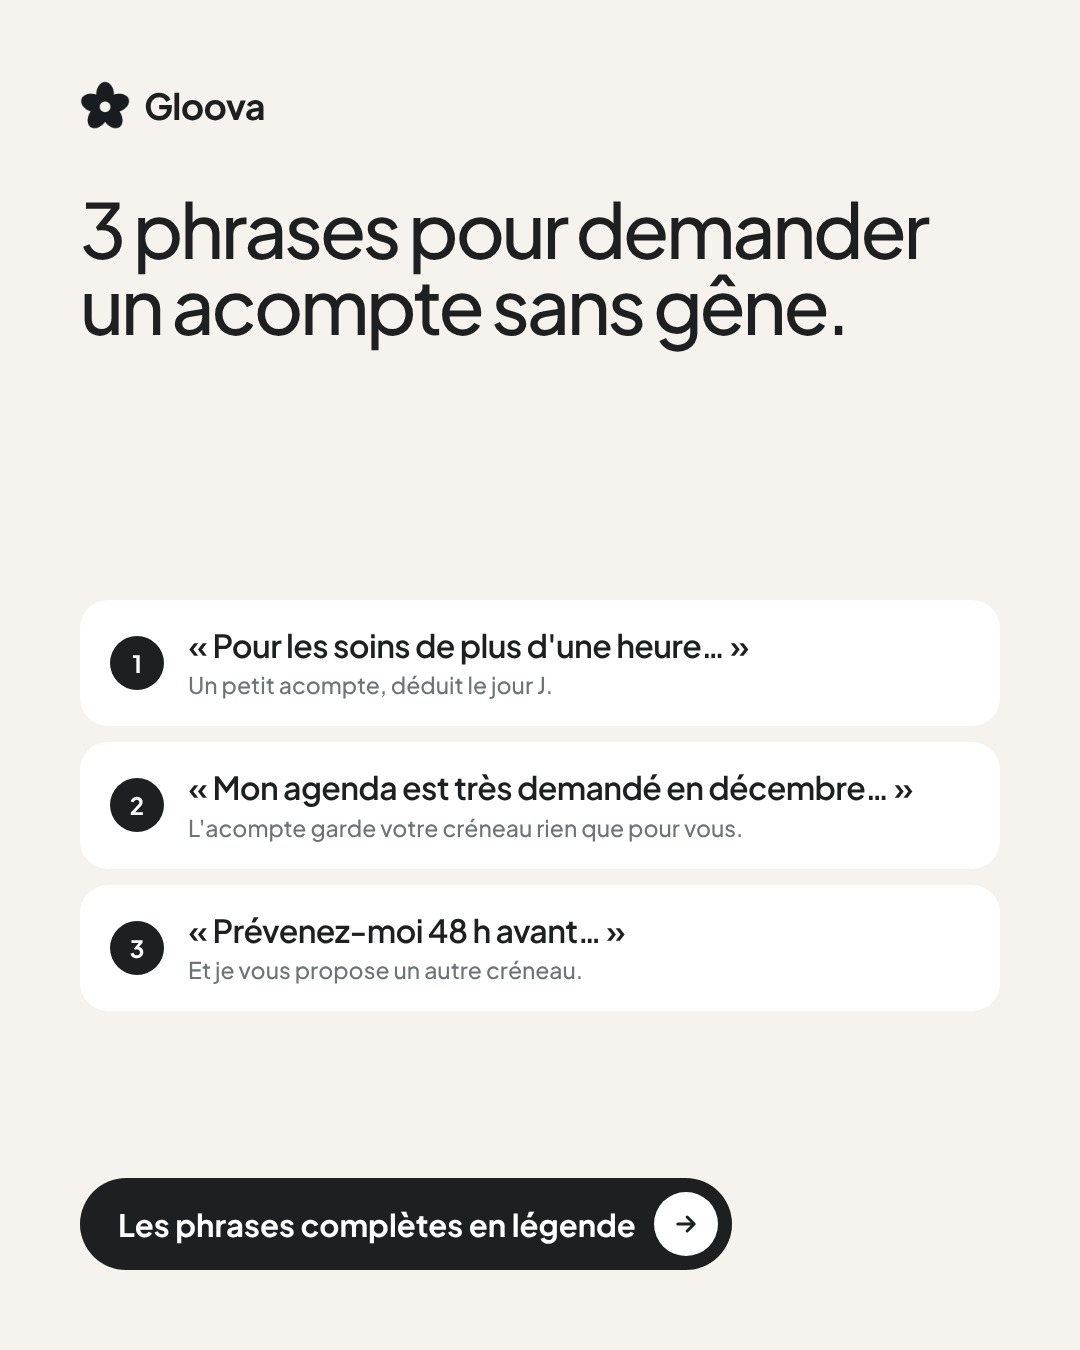 Gloova
3 phrases pour demander
un acompte sans gêne.
1
« Pour les soins de plus d'une heure… »
Un petit acompte, déduit le jour J.
2
« Mon agenda est très demandé en décembre… »
L'acompte garde votre créneau rien que pour vous.
3
« Prévenez-moi 48 h avant… »
Et je vous propose un autre créneau.
Les phrases complètes en légende